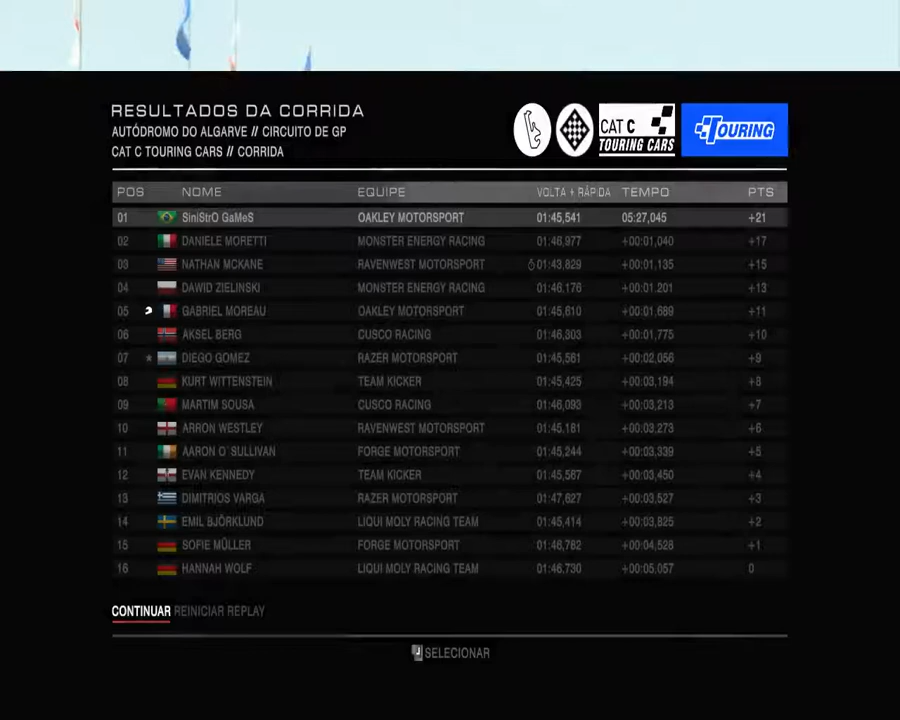 RESULTADOS DA CORRIDA
AUTÓDROMO DO ALGARVE // CIRCUITO DE GP
CAT C TOURING CARS // CORRIDA
CAT C
TOURING CARS
TOURING
POS NOME EQUIPE VOLTA + RÁPIDA TEMPO PTS
01 SiniStrO GaMeS OAKLEY MOTORSPORT 01:45,541 05:27,045 +21
02 DANIELE MORETTI MONSTER ENERGY RACING 01:46,977 +00:01,040 +17
03 NATHAN MCKANE RAVENWEST MOTORSPORT 01:43,829 +00:01,135 +15
04 DAWID ZIELINSKI MONSTER ENERGY RACING 01:46,176 +00:01,201 +13
05 GABRIEL MOREAU OAKLEY MOTORSPORT 01:45,610 +00:01,689 +11
06 AKSEL BERG CUSCO RACING 01:46,303 +00:01,775 +10
07 * DIEGO GOMEZ RAZER MOTORSPORT 01:45,561 +00:02,056 +9
08 KURT WITTENSTEIN TEAM KICKER 01:45,425 +00:03,194 +8
09 MARTIM SOUSA CUSCO RACING 01:46,093 +00:03,213 +7
10 ARRON WESTLEY RAVENWEST MOTORSPORT 01:45,181 +00:03,273 +6
11 AARON O´SULLIVAN FORGE MOTORSPORT 01:45,244 +00:03,339 +5
12 EVAN KENNEDY TEAM KICKER 01:45,567 +00:03,450 +4
13 DIMITRIOS VARGA RAZER MOTORSPORT 01:47,627 +00:03,527 +3
14 EMIL BJÖRKLUND LIQUI MOLY RACING TEAM 01:45,414 +00:03,825 +2
15 SOFIE MÜLLER FORGE MOTORSPORT 01:46,762 +00:04,528 +1
16 HANNAH WOLF LIQUI MOLY RACING TEAM 01:46,730 +00:05,057 0
CONTINUAR REINICIAR REPLAY
SELECIONAR